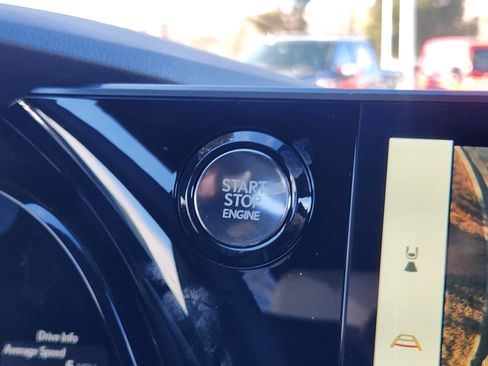 START
STOP
ENGINE
Drive Info
Average Speed